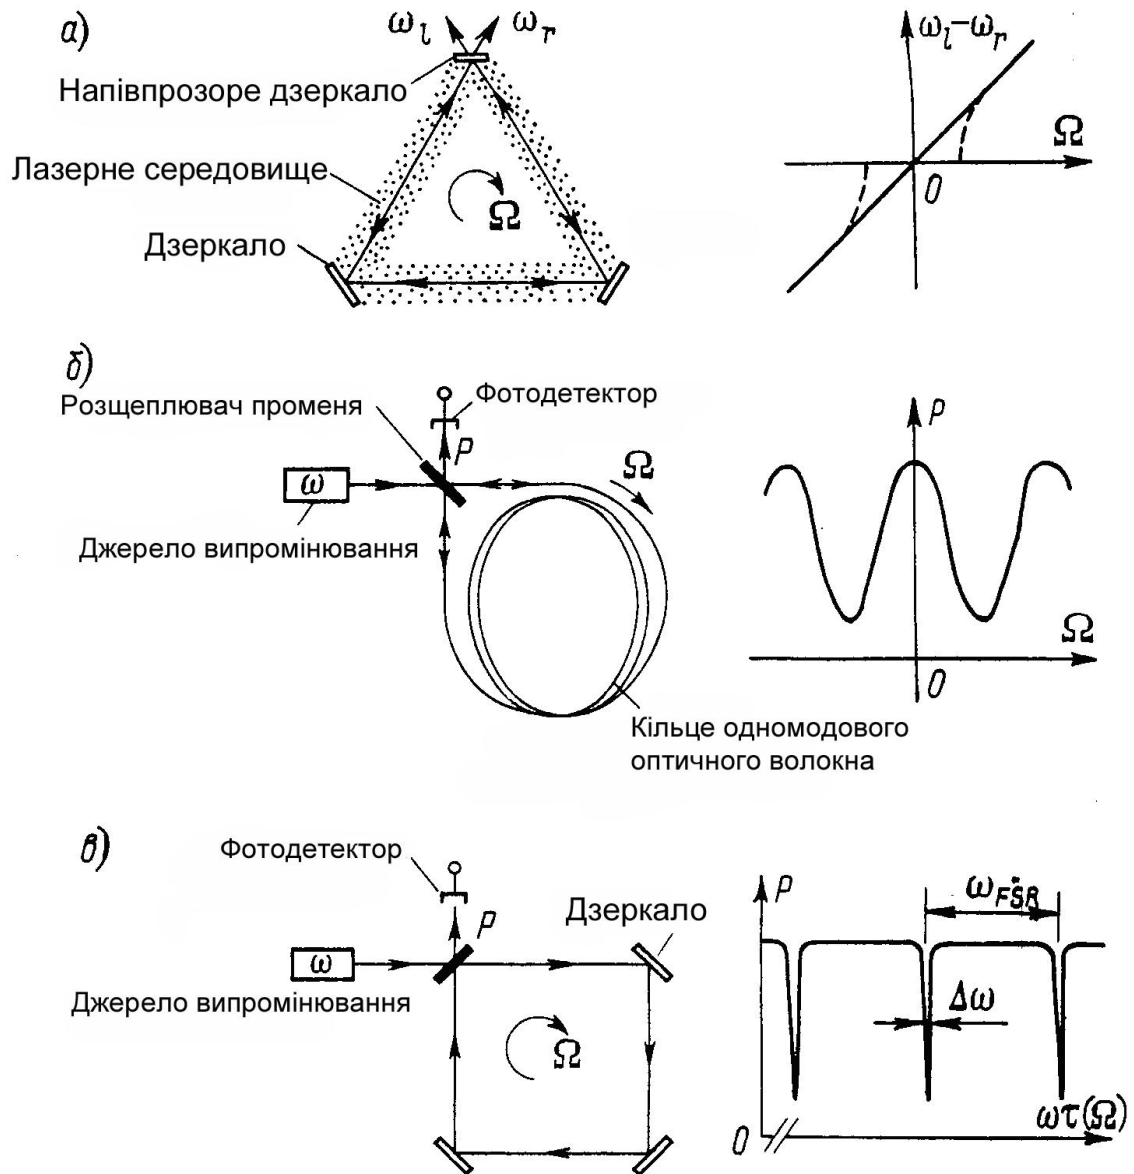 а)
ω_l ω_r
Напівпрозоре дзеркало
Лазерне середовище
Ω
Дзеркало
ω_l−ω_r
Ω
0
б)
Розщеплювач променя
Фотодетектор
P
Ω
ω
Джерело випромінювання
Кільце одномодового
оптичного волокна
P
Ω
0
в)
Фотодетектор
P
Дзеркало
ω
Джерело випромінювання
Ω
P
ω_FSR
Δω
0
ωτ(Ω)